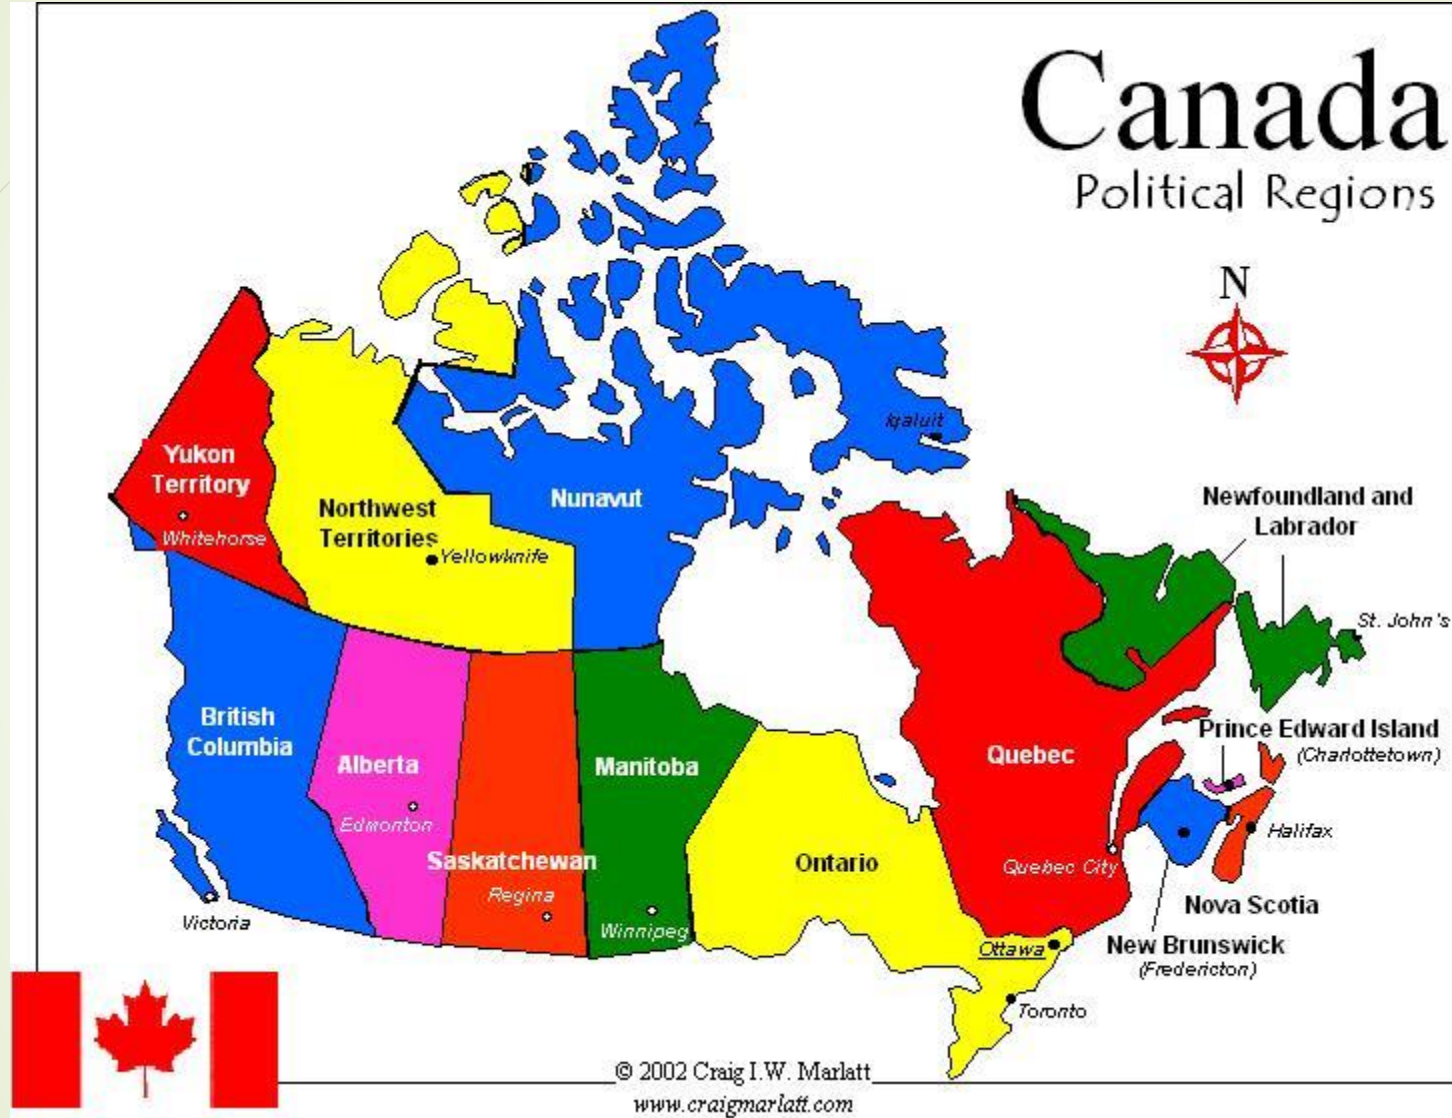 Canada
Political Regions
N
Iqaluit
Yukon
Territory
Whitehorse
Northwest
Territories
Yellowknife
Nunavut
Newfoundland and
Labrador
St. John's
British
Columbia
Victoria
Alberta
Edmonton
Saskatchewan
Regina
Manitoba
Winnipeg
Ontario
Ottawa
Toronto
Quebec
Quebec City
Prince Edward Island
(Charlottetown)
Halifax
Nova Scotia
New Brunswick
(Fredericton)
© 2002 Craig I.W. Marlatt
www.craigmarlatt.com